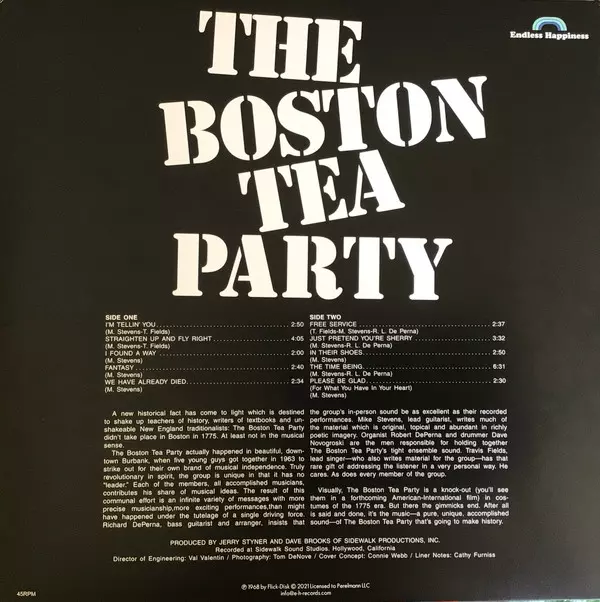 Endless Happiness
THE
BOSTON
TEA
PARTY
SIDE ONE
I'M TELLIN' YOU 2:50
(M. Stevens-T. Fields)
STRAIGHTEN UP AND FLY RIGHT 4:05
(M. Stevens-T. Fields)
I FOUND A WAY 2:00
(M. Stevens)
FANTASY 2:40
(M. Stevens)
WE HAVE ALREADY DIED 2:34
(M. Stevens)
SIDE TWO
FREE SERVICE 2:37
(T. Fields-M. Stevens-R. L. De Perna)
JUST PRETEND YOU'RE SHERRY 3:32
(M. Stevens-R. L. De Perna)
IN THEIR SHOES 2:50
(M. Stevens)
THE TIME BEING 6:31
(M. Stevens-R. L. De Perna)
PLEASE BE GLAD 2:30
(For What You Have In Your Heart)
(M. Stevens)
A new historical fact has come to light which is destined
to shake up teachers of history, writers of textbooks and un-
shakeable New England traditionalists: The Boston Tea Party
didn't take place in Boston in 1775. At least not in the musical
sense.
The Boston Tea Party actually happened in beautiful, down-
town Burbank, when five young guys got together in 1963 to
strike out for their own brand of musical independence. Truly
revolutionary in spirit, the group is unique in that it has no
"leader." Each of the members, all accomplished musicians,
contributes his share of musical ideas. The result of this
communal effort is an infinite variety of messages with more
precise musicianship,more exciting performances,than might
have happened under the tutelage of a single driving force.
Richard DePerna, bass guitarist and arranger, insists that
the group's in-person sound be as excellent as their recorded
performances. Mike Stevens, lead guitarist, writes much of
the material which is original, topical and abundant in richly
poetic imagery. Organist Robert DePerna and drummer Dave
Novogroski are the men responsible for holding together
The Boston Tea Party's tight ensemble sound. Travis Fields,
lead singer—who also writes material for the group—has that
rare gift of addressing the listener in a very personal way. He
cares. As does every member of the group.
Visually, The Boston Tea Party is a knock-out (you'll see
them in a forthcoming American-International film) in cos-
tumes of the 1775 era. But there the gimmicks end. After all
is said and done, it's the music—a pure, unique, accomplished
sound—of The Boston Tea Party that's going to make history.
PRODUCED BY JERRY STYNER AND DAVE BROOKS OF SIDEWALK PRODUCTIONS, INC.
Recorded at Sidewalk Sound Studios. Hollywood, California
Director of Engineering: Val Valentin / Photography: Tom DeNove / Cover Concept: Connie Webb / Liner Notes: Cathy Furniss
℗ 1968 by Flick-Disk © 2021 Licensed to Perelmann LLC
info@e-h-records.com
45RPM